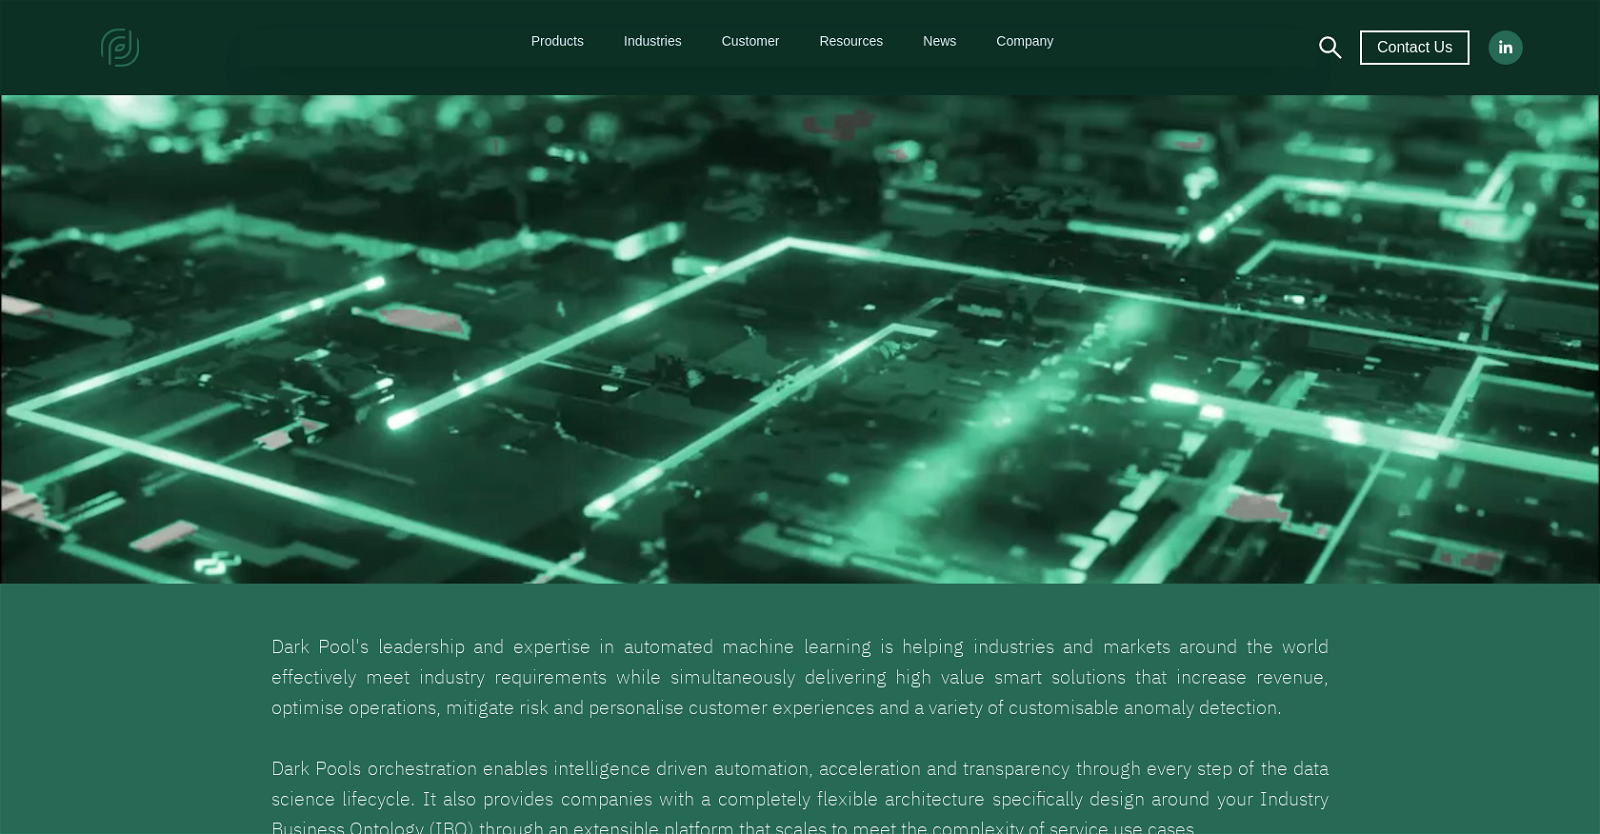 Products Industries Customer Resources News Company Contact Us in
Dark Pool's leadership and expertise in automated machine learning is helping industries and markets around the world
effectively meet industry requirements while simultaneously delivering high value smart solutions that increase revenue,
optimise operations, mitigate risk and personalise customer experiences and a variety of customisable anomaly detection.
Dark Pools orchestration enables intelligence driven automation, acceleration and transparency through every step of the data
science lifecycle. It also provides companies with a completely flexible architecture specifically design around your Industry
Business Ontology (IBO) through an extensible platform that scales to meet the complexity of service use cases.